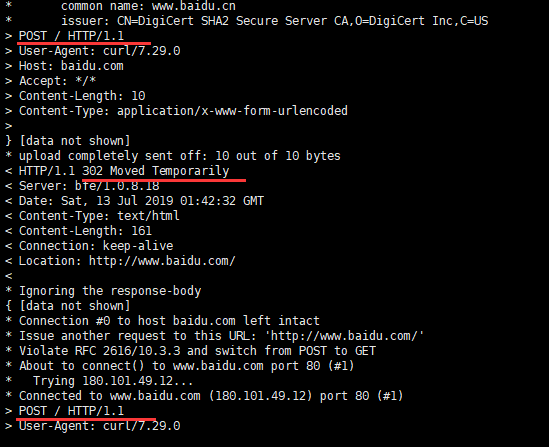 *       common name: www.baidu.cn
*       issuer: CN=DigiCert SHA2 Secure Server CA,O=DigiCert Inc,C=US
> POST / HTTP/1.1
> User-Agent: curl/7.29.0
> Host: baidu.com
> Accept: */*
> Content-Length: 10
> Content-Type: application/x-www-form-urlencoded
>
} [data not shown]
* upload completely sent off: 10 out of 10 bytes
< HTTP/1.1 302 Moved Temporarily
< Server: bfe/1.0.8.18
< Date: Sat, 13 Jul 2019 01:42:32 GMT
< Content-Type: text/html
< Content-Length: 161
< Connection: keep-alive
< Location: http://www.baidu.com/
<
* Ignoring the response-body
{ [data not shown]
* Connection #0 to host baidu.com left intact
* Issue another request to this URL: 'http://www.baidu.com/'
* Violate RFC 2616/10.3.3 and switch from POST to GET
* About to connect() to www.baidu.com port 80 (#1)
*   Trying 180.101.49.12...
* Connected to www.baidu.com (180.101.49.12) port 80 (#1)
> POST / HTTP/1.1
> User-Agent: curl/7.29.0